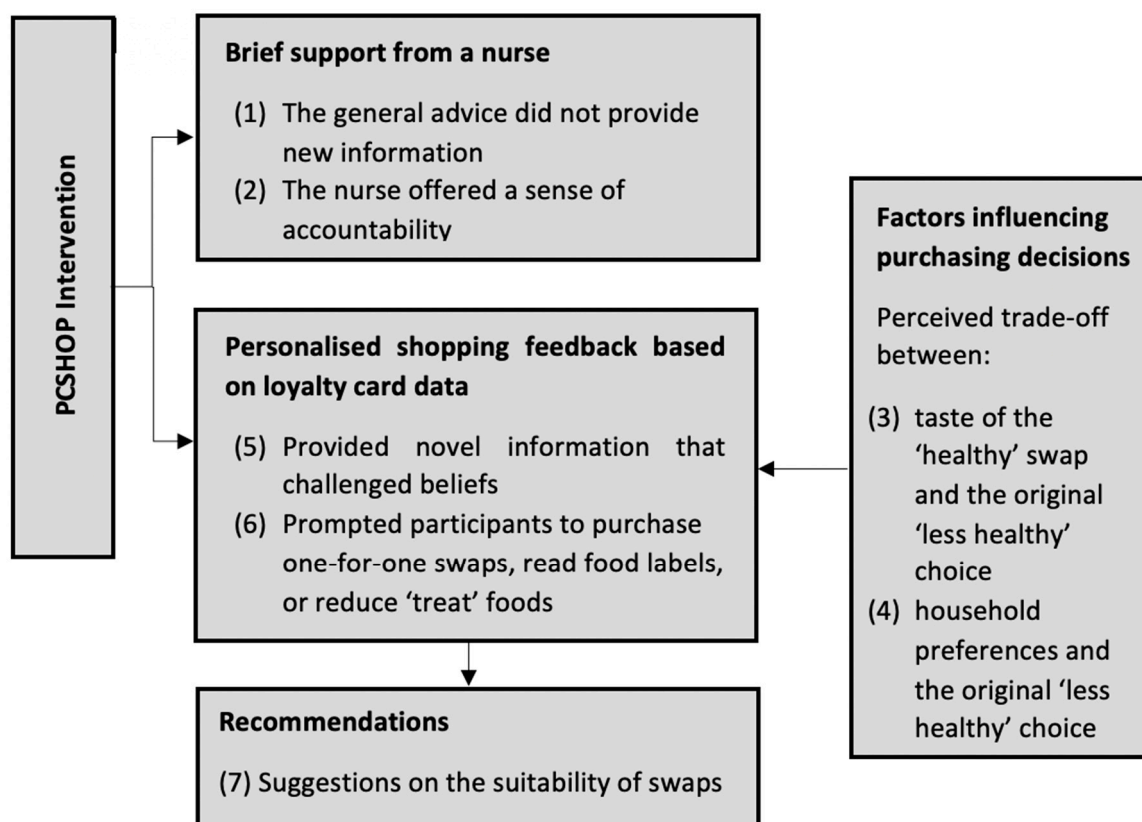 PCSHOP Intervention
Brief support from a nurse
(1) The general advice did not provide
new information
(2) The nurse offered a sense of
accountability
Personalised shopping feedback based
on loyalty card data
(5) Provided novel information that
challenged beliefs
(6) Prompted participants to purchase
one-for-one swaps, read food labels,
or reduce ‘treat’ foods
Recommendations
(7) Suggestions on the suitability of swaps
Factors influencing
purchasing decisions
Perceived trade-off
between:
(3) taste of the
‘healthy’ swap
and the original
‘less healthy’
choice
(4) household
preferences and
the original ‘less
healthy’ choice